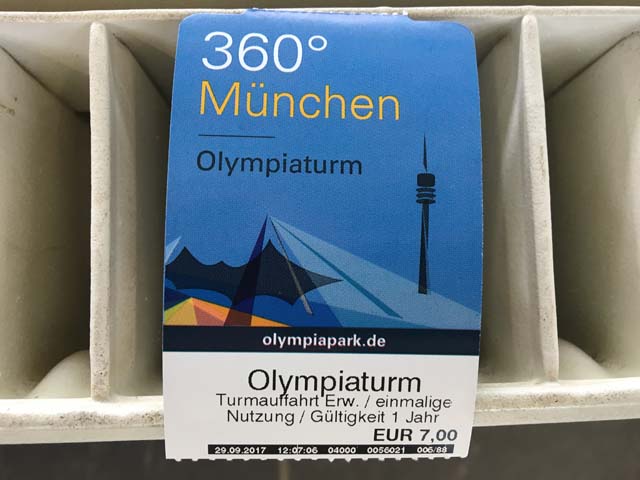 360°
München
Olympiaturm
olympiapark.de
Olympiaturm
Turmauffahrt Erw. / einmalige
Nutzung / Gültigkeit 1 Jahr
EUR 7,00
29.09.2017 12:07:06 04000 0056021 006/88